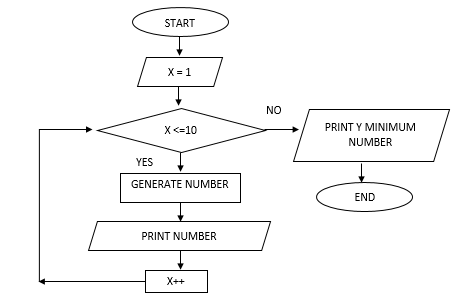 START
X = 1
X <=10
NO
PRINT Y MINIMUM
NUMBER
YES
GENERATE NUMBER
END
PRINT NUMBER
X++